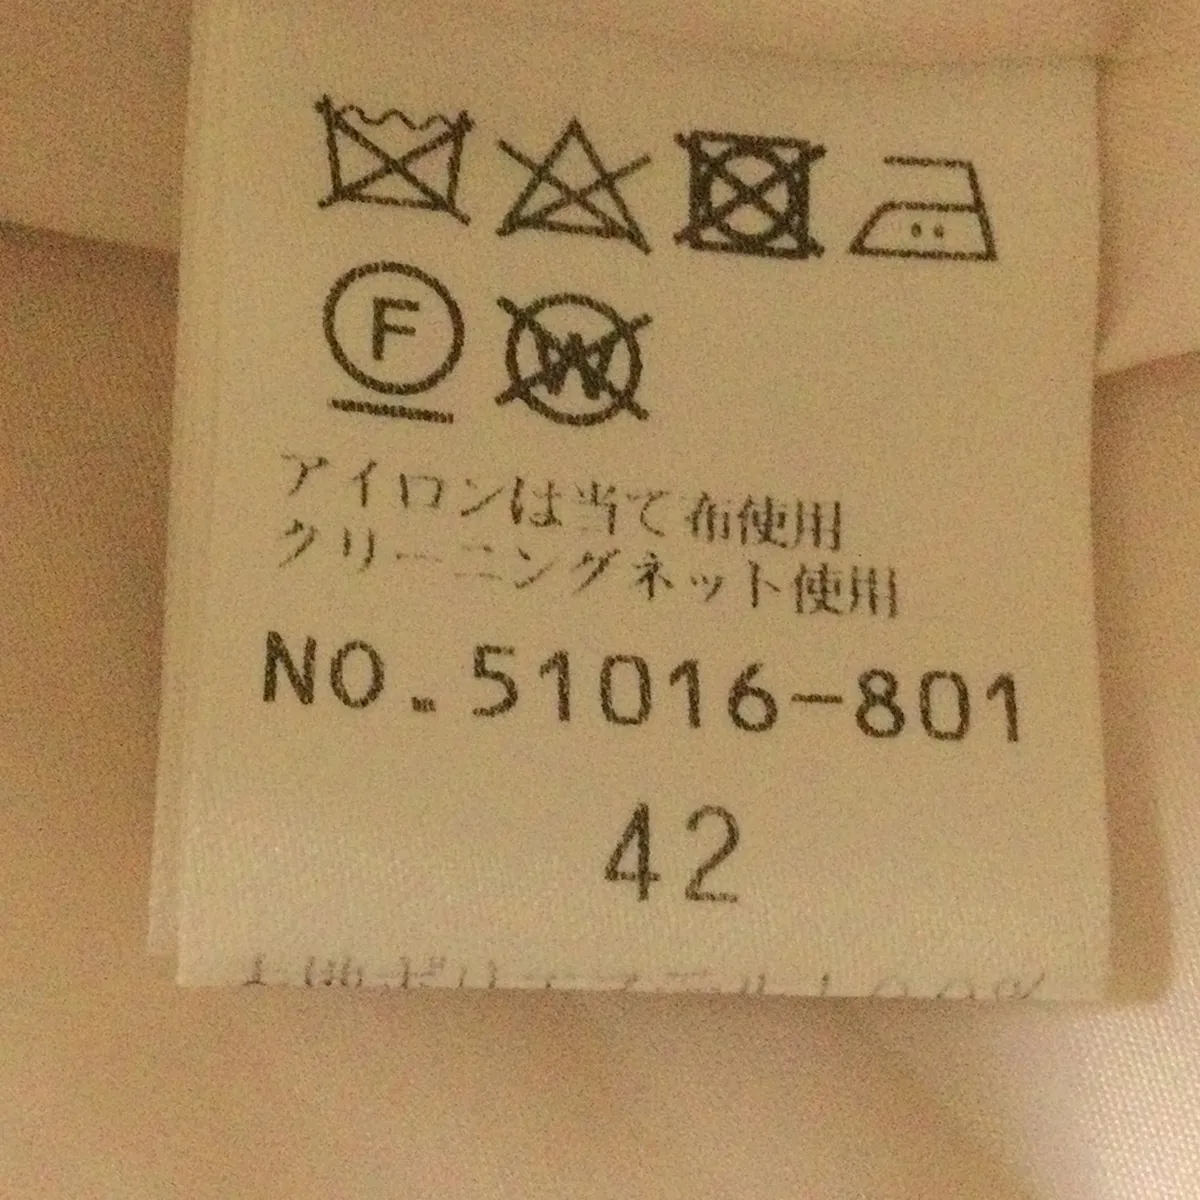 F W
アイロンは当て布使用
クリーニングネット使用
NO.51016-801
42